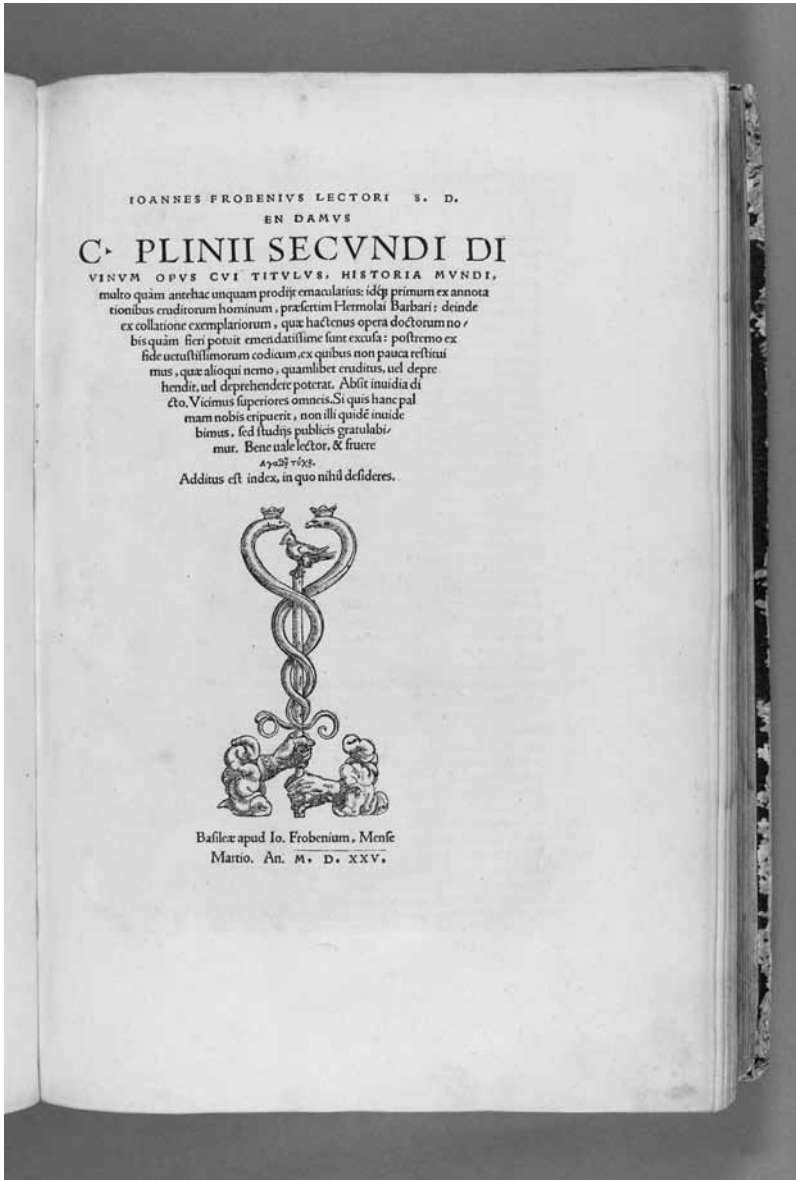 IOANNES FROBENIVS LECTORI S. D.
EN DAMVS
C· PLINII SECVNDI DI
VINVM OPVS CVI TITVLVS, HISTORIA MVNDI,
multo quàm antehac unquam prodijt emaculatius: idq́ꝫ primum ex annota
tionibus eruditorum hominum, præsertim Hermolai Barbari: deinde
ex collatione exemplariorum, quæ hactenus opera doctorum no/
bis quàm fieri potuit emendatissime sunt excusa: postremo ex
fide uetustissimorum codicum, ex quibus non pauca restitui
mus, quæ alioqui nemo, quamlibet eruditus, uel depre
hendit, uel deprehendere poterat. Absit inuidia di
cto. Vicimus superiores omneis. Si quis hanc pal
mam nobis eripuerit, non illi quidē inuide
bimus, sed studijs publicis gratulabi/
mur. Bene uale lector, & fruere
Ἀγαθῇ τύχῃ.
Additus est index, in quo nihil desideres.
Basileæ apud Io. Frobenium, Mense
Martio. An. M. D. XXV.